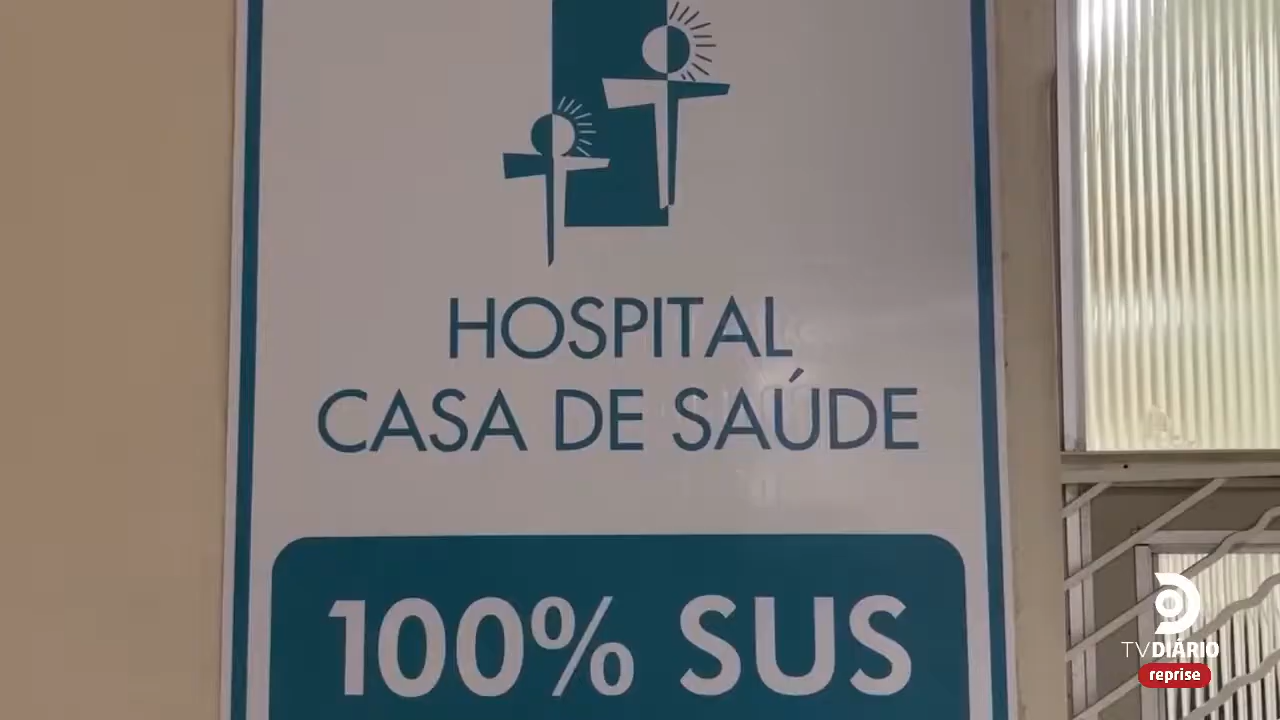 HOSPITAL
CASA DE SAÚDE
100% SUS
TV DIÁRIO
reprise